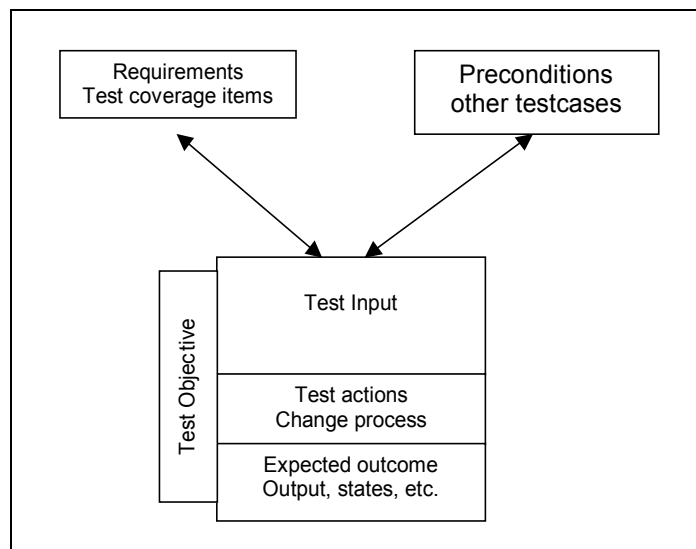 Requirements
Test coverage items
Preconditions
other testcases
Test Input
Test Objective
Test actions
Change process
Expected outcome
Output, states, etc.